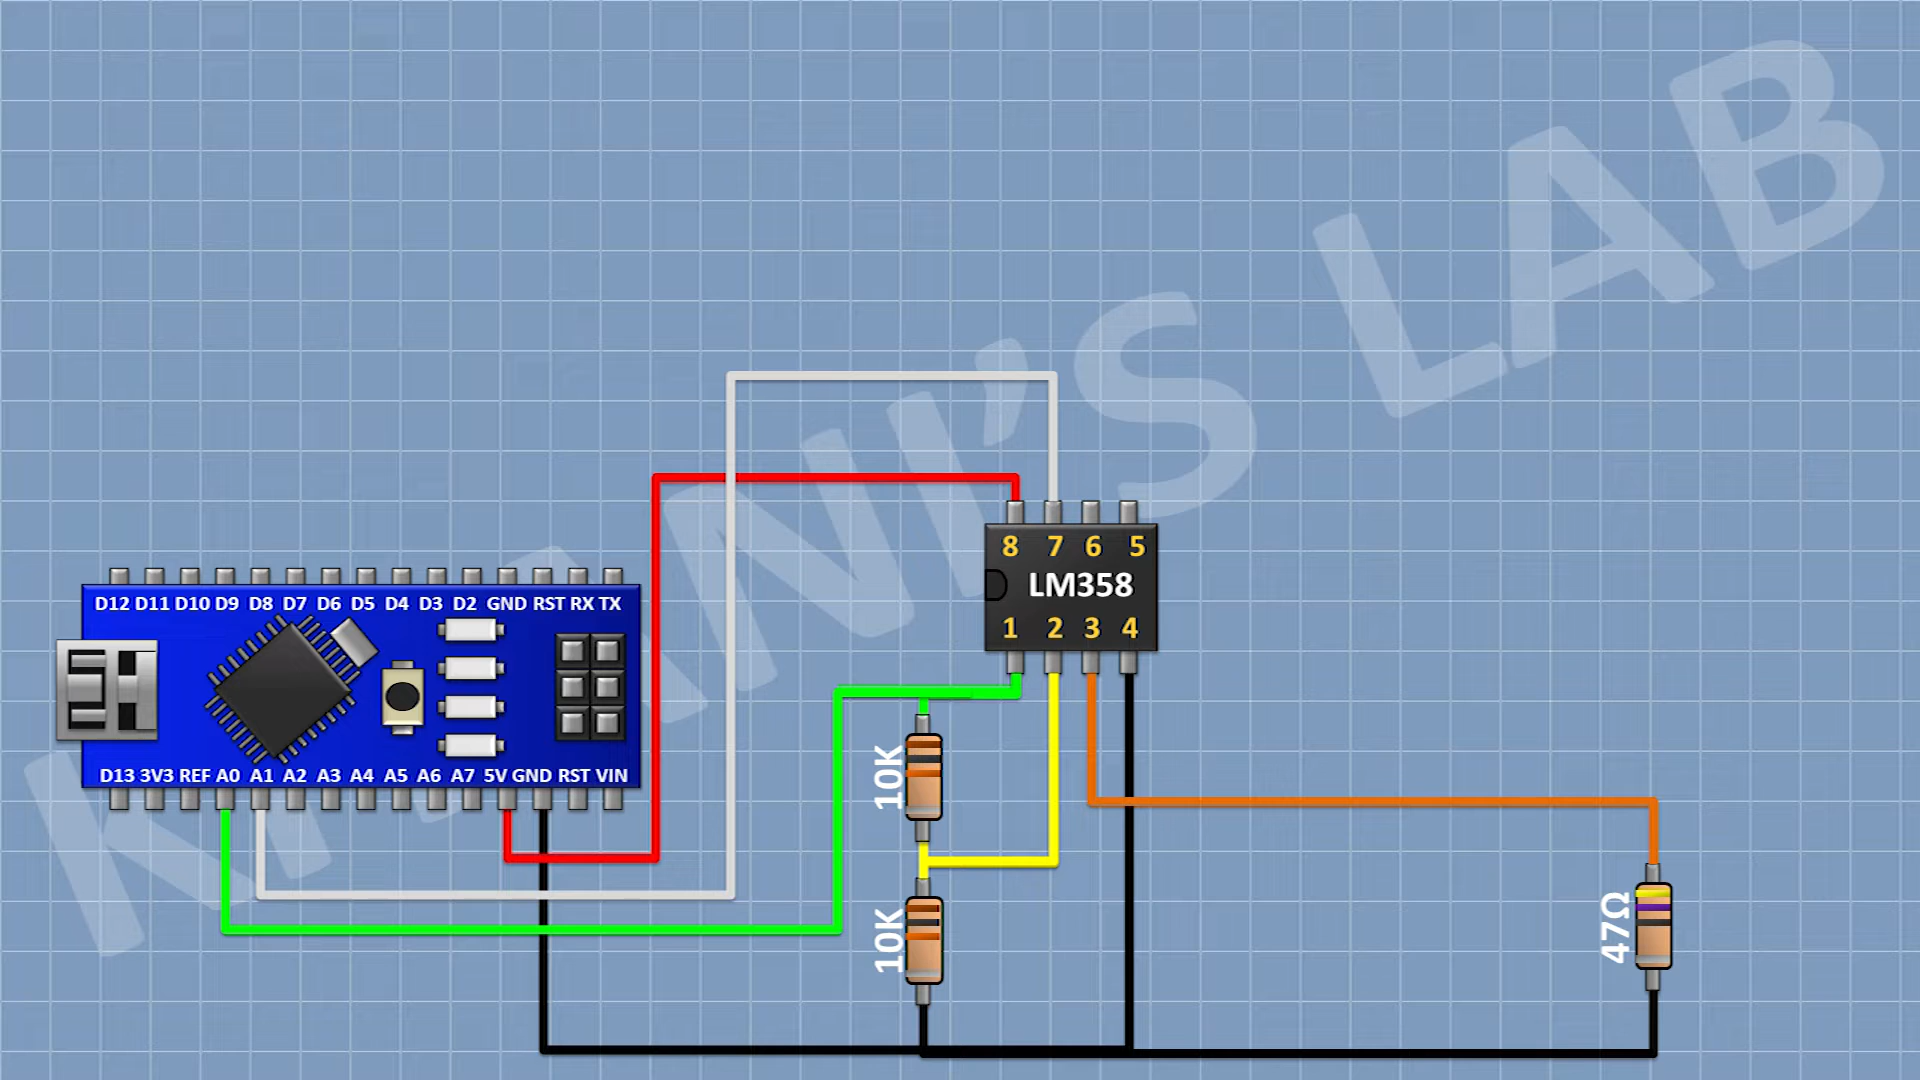 KHANI'S LAB
8 7 6 5
LM358
1 2 3 4
D12 D11 D10 D9 D8 D7 D6 D5 D4 D3 D2 GND RST RX TX
D13 3V3 REF A0 A1 A2 A3 A4 A5 A6 A7 5V GND RST VIN
10K
10K
47Ω